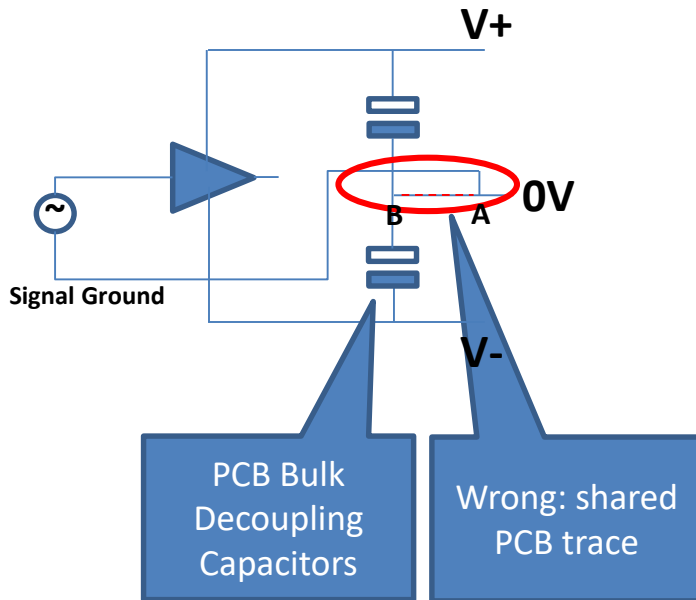 V+
~
0V
B
A
Signal Ground
V-
PCB Bulk
Decoupling
Capacitors
Wrong: shared
PCB trace